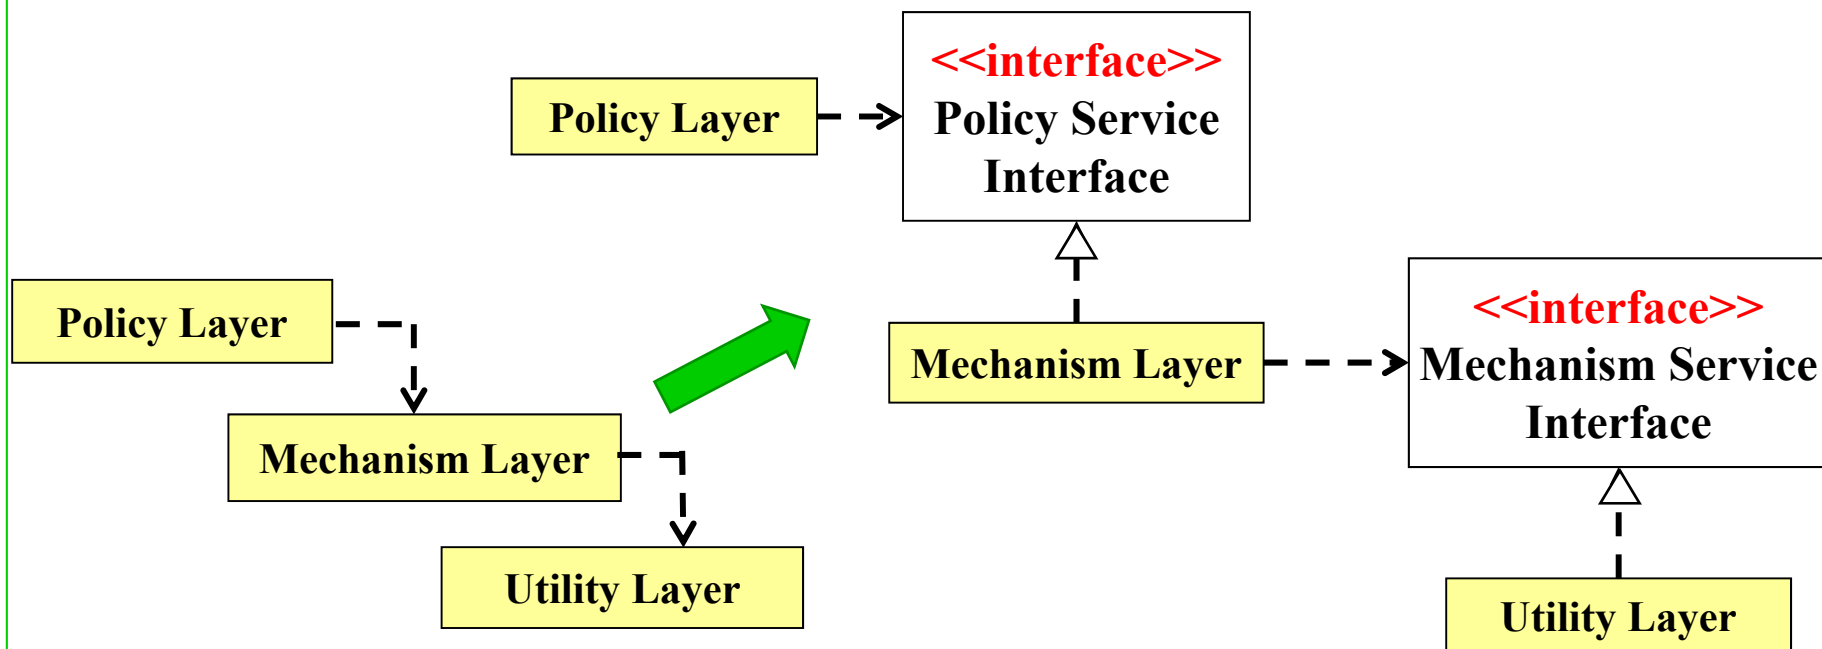 Policy Layer
Mechanism Layer
Utility Layer
Policy Layer
<<interface>>
Policy Service
Interface
Mechanism Layer
<<interface>>
Mechanism Service
Interface
Utility Layer